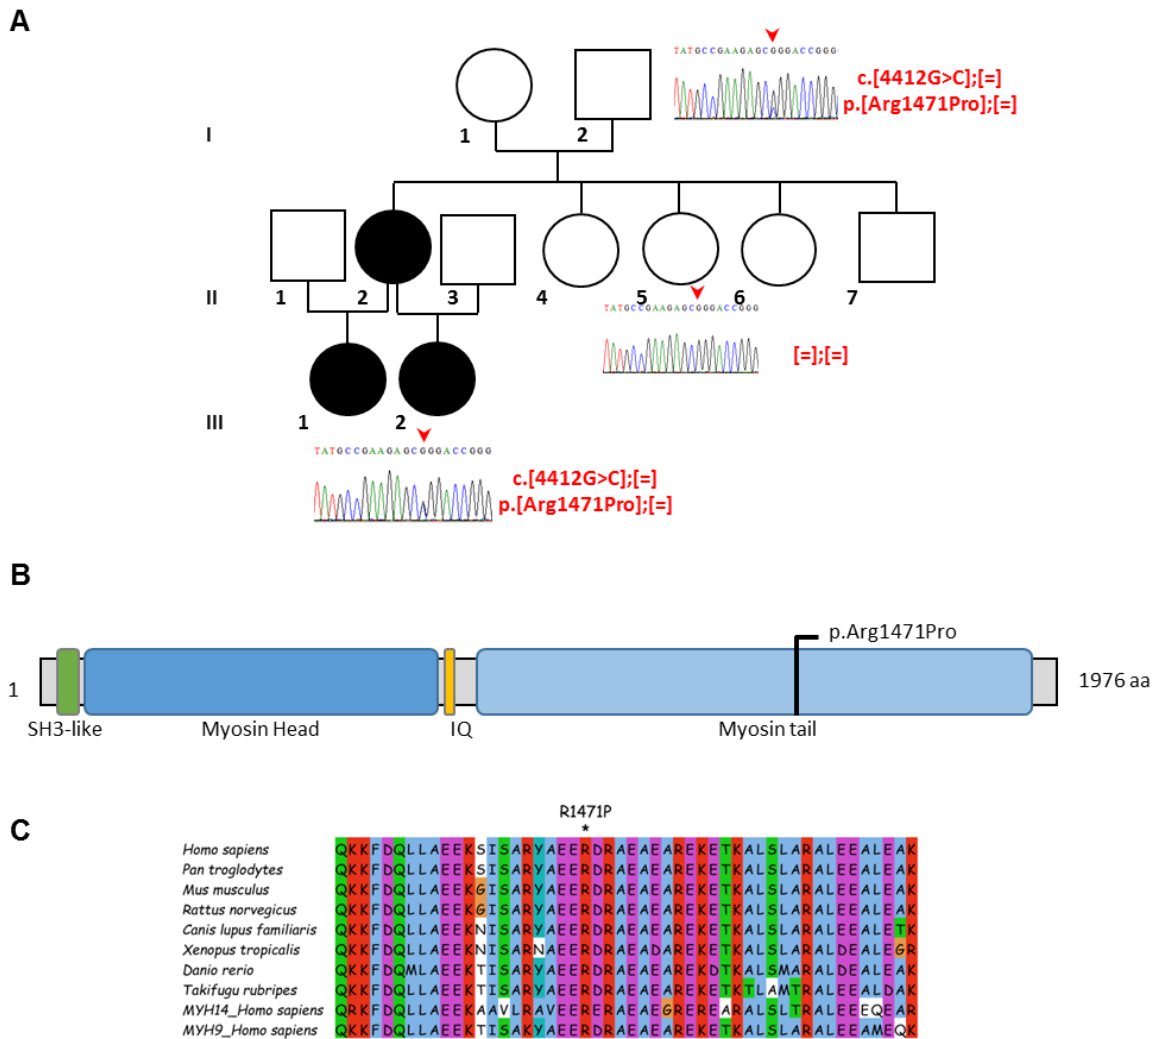 A
TATGCCGAAGAGCGGGACCGGG
c.[4412G>C];[=]
p.[Arg1471Pro];[=]
I
1
2
II
1
2
3
4
5
6
7
TATGCCGAAGAGCGGGACCGGG
[=];[=]
III
1
2
TATGCCGAAGAGCGGGACCGGG
c.[4412G>C];[=]
p.[Arg1471Pro];[=]
B
p.Arg1471Pro
1
1976 aa
SH3-like
Myosin Head
IQ
Myosin tail
C
R1471P
*
Homo sapiens QKKFDQLLAEEKSISARYAEERDRAEAEAREKETKALSLARALEEALEAK
Pan troglodytes QKKFDQLLAEEKSISARYAEERDRAEAEAREKETKALSLARALEEALEAK
Mus musculus QKKFDQLLAEEKGISARYAEERDRAEAEAREKETKALSLARALEEALEAK
Rattus norvegicus QKKFDQLLAEEKGISARYAEERDRAEAEAREKETKALSLARALEEALEAK
Canis lupus familiaris QKKFDQLLAEEKNISARYAEERDRAEAEAREKETKALSLARALEEALETK
Xenopus tropicalis QKKFDQLLAEEKNISARNAEERDRAEADAREKETKALSLARALDEALEGR
Danio rerio QKKFDQMLAEEKTISARYAEERDRAEAEAREKDTKALSMARALDEALEAK
Takifugu rubripes QKKFDQLLAEEKTISARYAEERDRAEAEAREKETKTLAMTRALEEALDAK
MYH14_Homo sapiens QRKFDQLLAEEKAAVLRAVEERERAEAEGREREARALSLTRALEEEQEAR
MYH9_Homo sapiens QKKFDQLLAEEKTISAKYAEERDRAEAEAREKETKALSLARALEEAMEQK